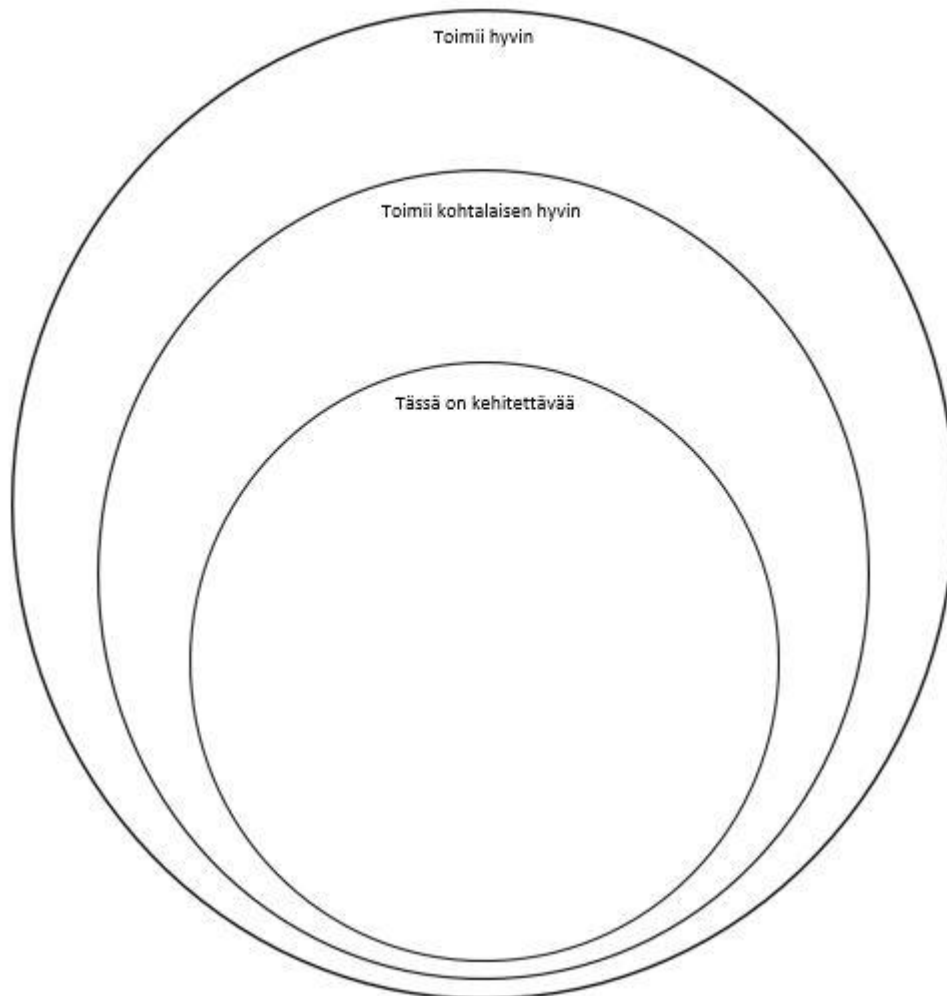 Toimii hyvin
Toimii kohtalaisen hyvin
Tässä on kehitettävää